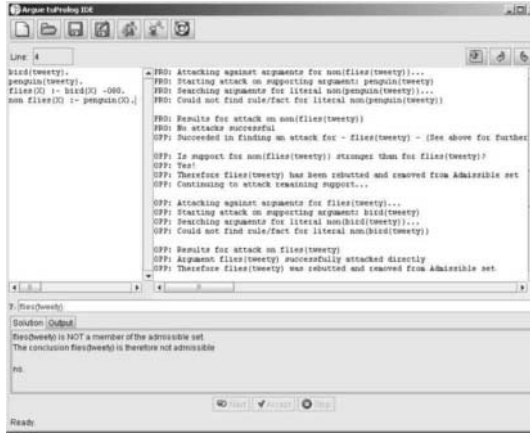 Argue tuProlog IDE
Line: 4
bird(tweety).
penguin(tweety).
flies(X) :- bird(X)
non flies(X) :- penguin(X).
PRO: Attacking against arguments for non(flies(tweety))...
PRO: Starting attack on supporting argument: penguin(tweety)
PRO: Searching arguments for literal non(penguin(tweety))...
PRO: Could not find rule/fact for literal non(penguin(tweety))
PRO: Results for attack on non(flies(tweety))
PRO: No attacks successful
OPP: Succeeded in finding an attack for - flies(tweety) - (See above for further
OPP: Is support for non(flies(tweety)) stronger than for flies(tweety)?
OPP: Yes!
OPP: Therefore flies(tweety) has been rebutted and removed from Admissible set
OPP: Continuing to attack remaining support...
OPP: Attacking against arguments for flies(tweety)...
OPP: Starting attack on supporting argument: bird(tweety)
OPP: Searching arguments for literal non(bird(tweety))...
OPP: Could not find rule/fact for literal non(bird(tweety))
OPP: Results for attack on flies(tweety)
OPP: Argument flies(tweety) successfully attacked directly
OPP: Therefore flies(tweety) was rebutted and removed from Admissible set
?- flies(tweety)
Solution Output
flies(tweety) is NOT a member of the admissible set
The conclusion flies(tweety) is therefore not admissible
no.
Next Accept Stop
Ready.